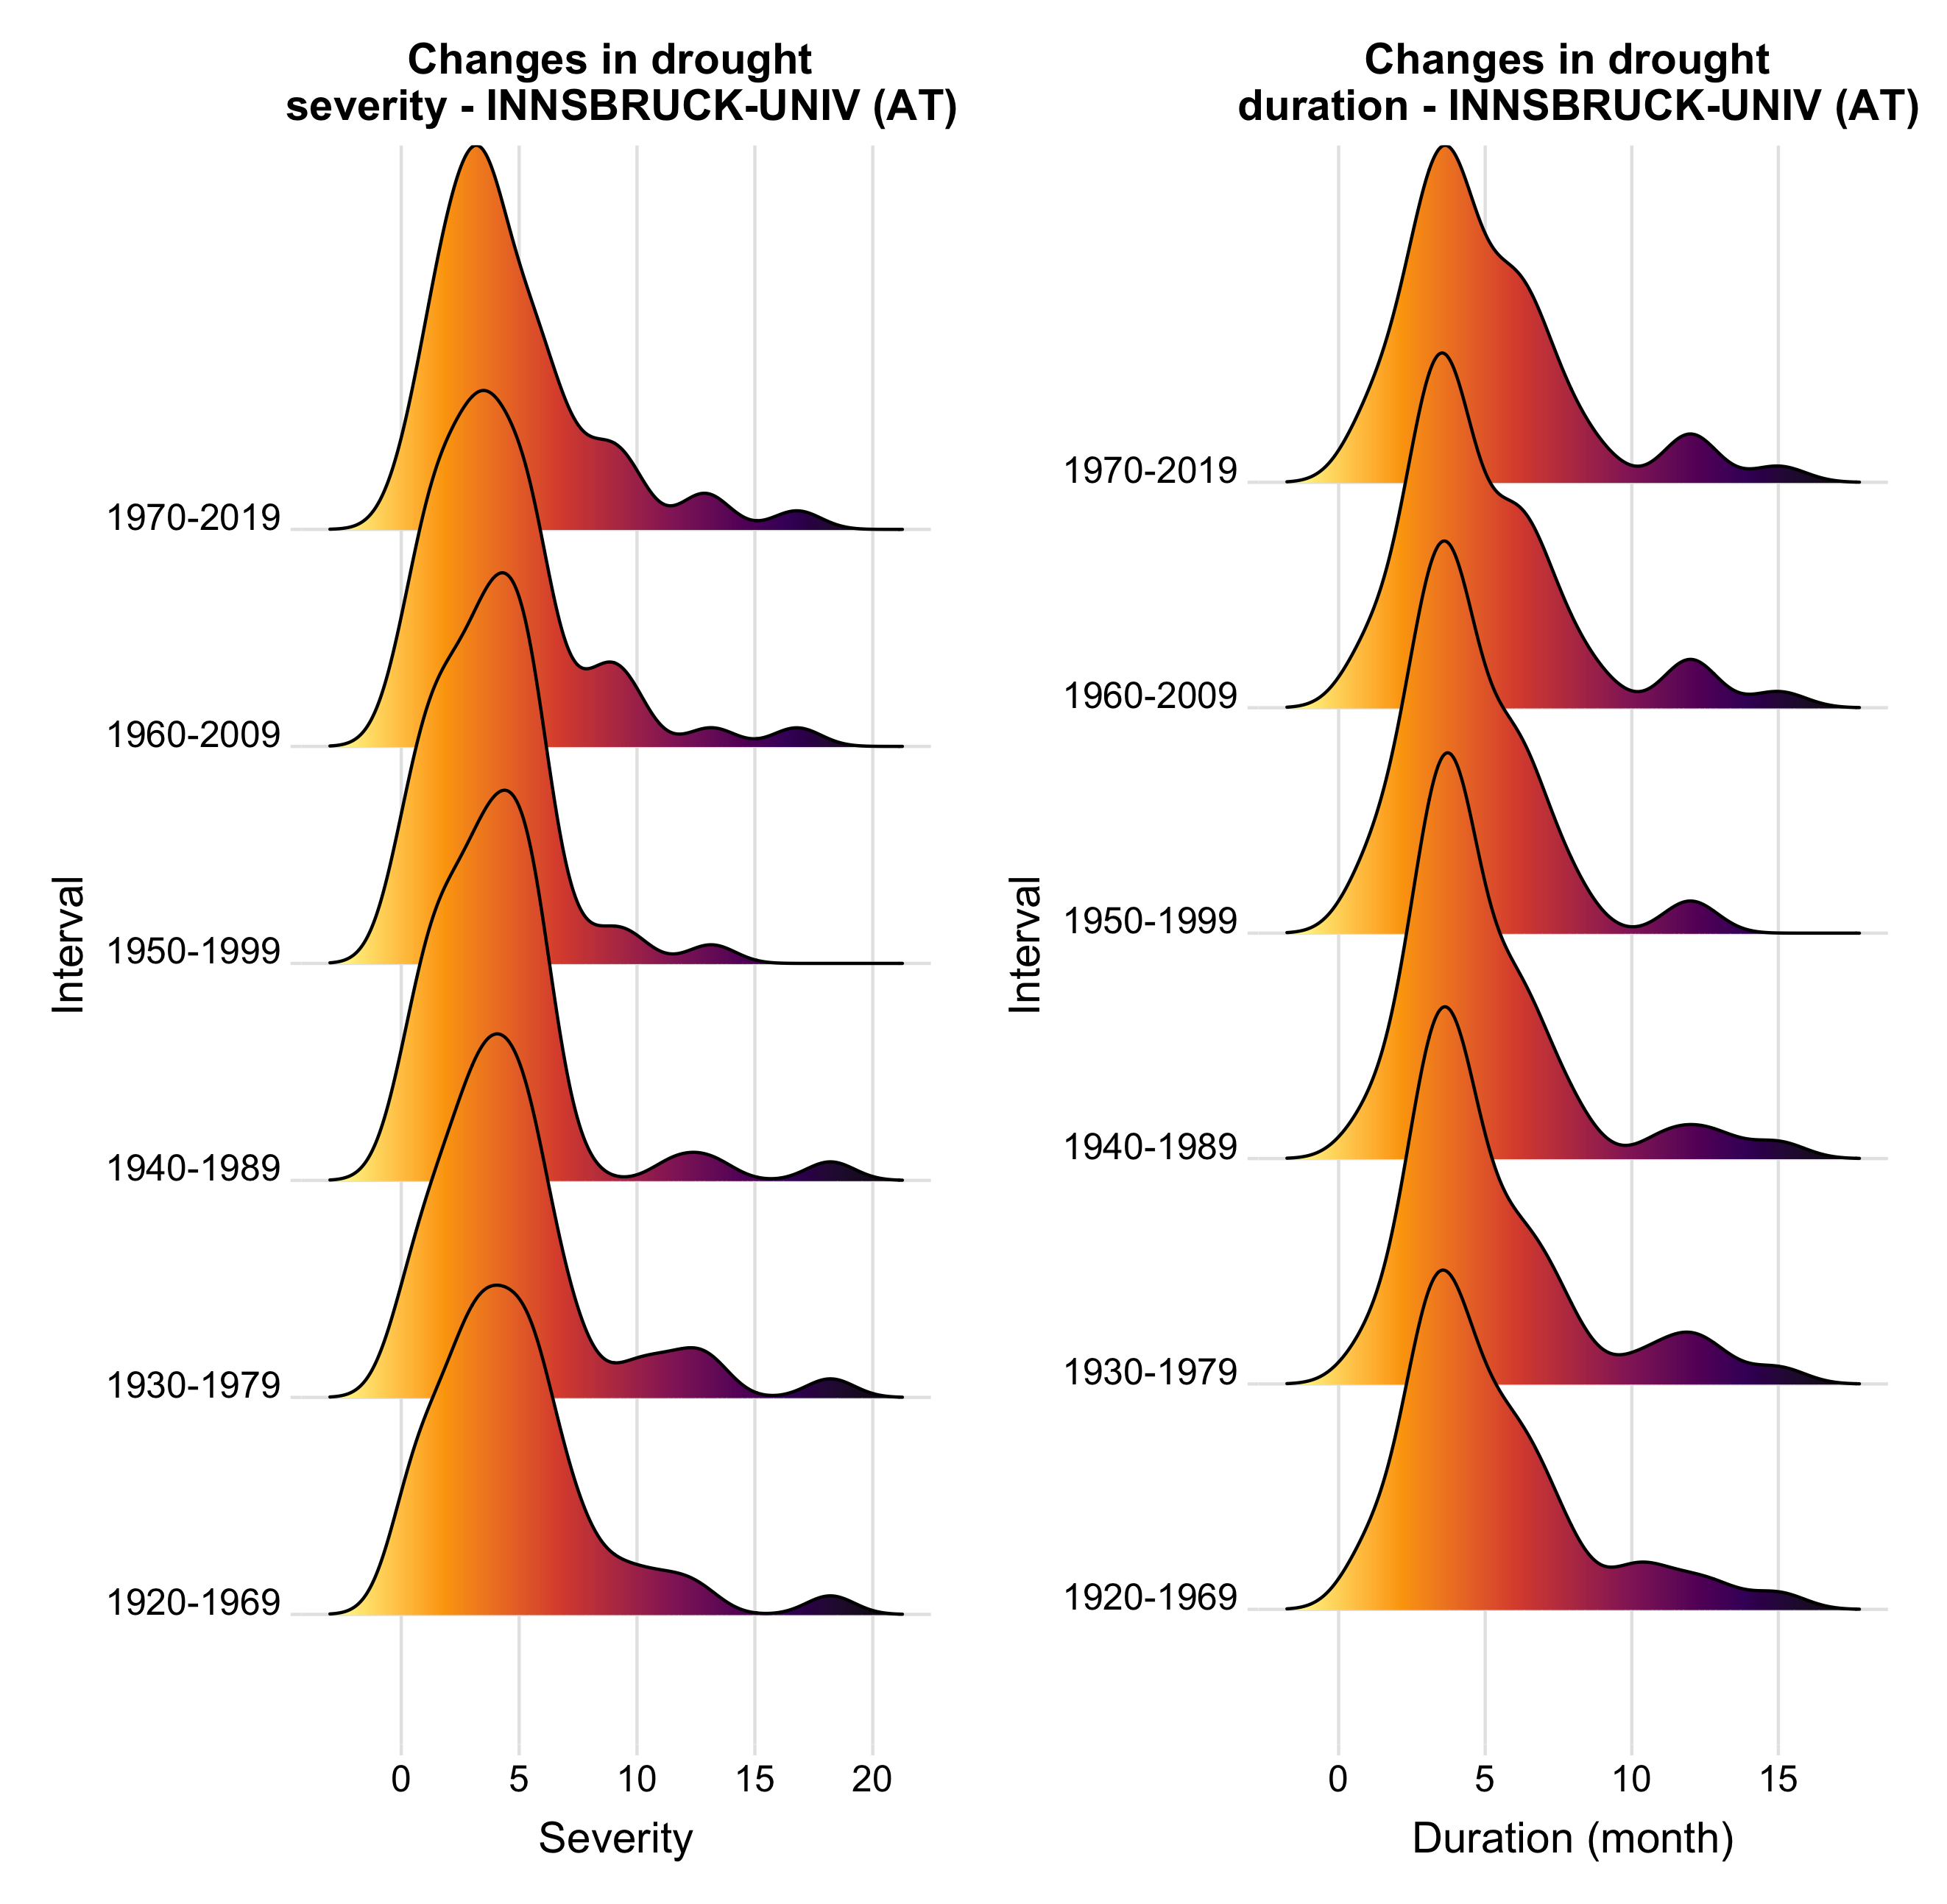 Changes in drought
severity - INNSBRUCK-UNIV (AT)
Interval
1970-2019
1960-2009
1950-1999
1940-1989
1930-1979
1920-1969
0 5 10 15 20
Severity
Changes in drought
duration - INNSBRUCK-UNIV (AT)
Interval
1970-2019
1960-2009
1950-1999
1940-1989
1930-1979
1920-1969
0 5 10 15
Duration (month)